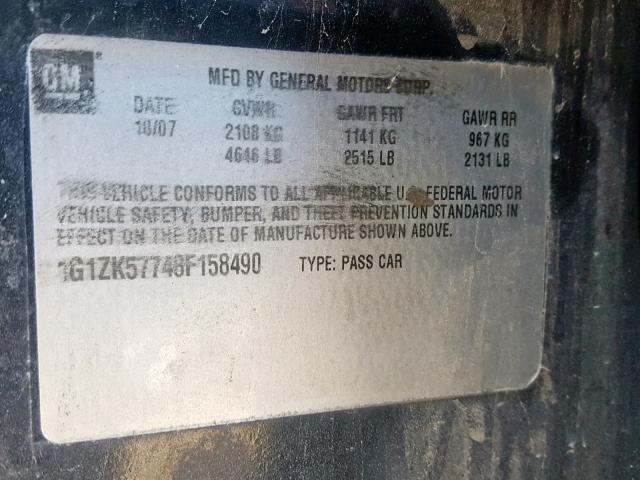 GM
MFD BY GENERAL MOTORS CORP
DATE GVWR GAWR FRT GAWR RR
10/07 2108 KG 1141 KG 967 KG
4646 LB 2515 LB 2131 LB
THIS VEHICLE CONFORMS TO ALL APPLICABLE U.S. FEDERAL MOTOR
VEHICLE SAFETY, BUMPER, AND THEFT PREVENTION STANDARDS IN
EFFECT ON THE DATE OF MANUFACTURE SHOWN ABOVE.
1G1ZK57748F158490 TYPE: PASS CAR